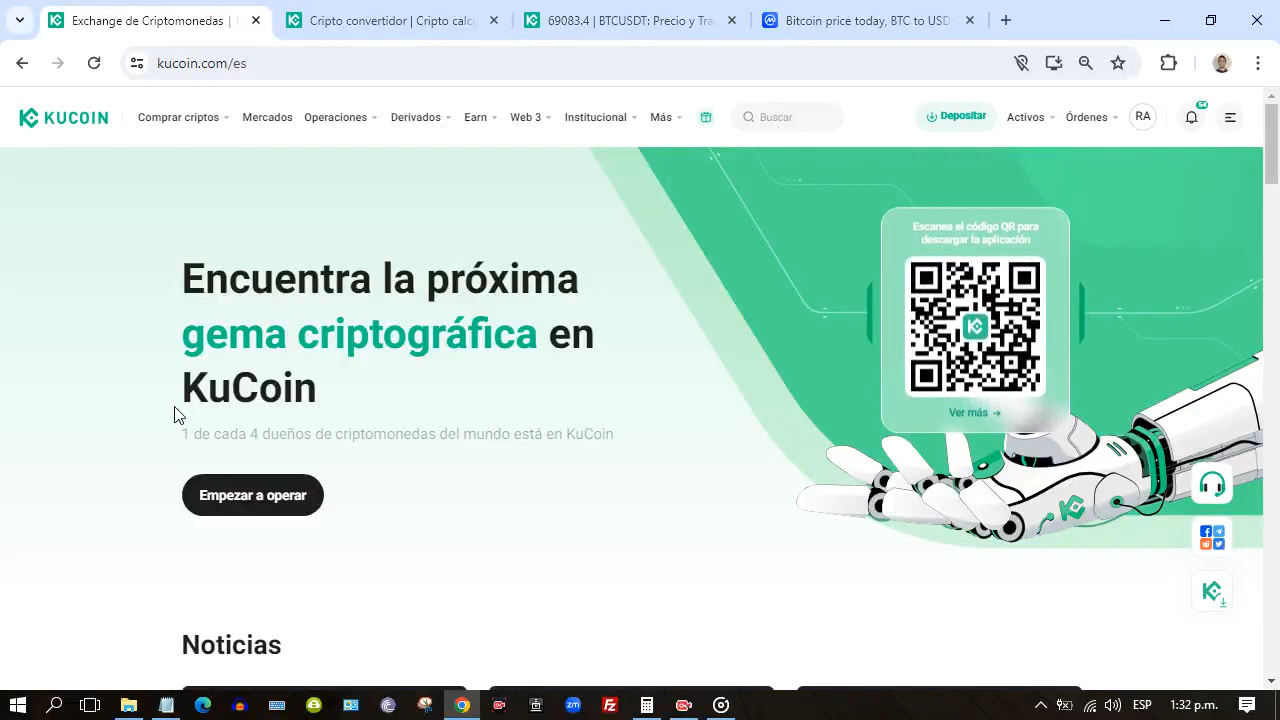 Exchange de Criptomonedas |
Cripto convertidor | Cripto calc
69083.4 | BTCUSDT: Precio y Tra
Bitcoin price today, BTC to USD
kucoin.com/es
KUCOIN
Comprar criptos
Mercados
Operaciones
Derivados
Earn
Web 3
Institucional
Más
Buscar
Depositar
Activos
Órdenes
RA
54
Escanea el código QR para
descargar la aplicación
Ver más →
Encuentra la próxima
gema criptográfica en
KuCoin
1 de cada 4 dueños de criptomonedas del mundo está en KuCoin
Empezar a operar
Noticias
ESP
1:32 p.m.